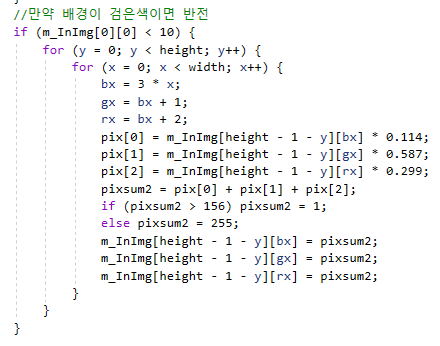 //만약 배경이 검은색이면 반전
if (m_InImg[0][0] < 10) {
for (y = 0; y < height; y++) {
for (x = 0; x < width; x++) {
bx = 3 * x;
gx = bx + 1;
rx = bx + 2;
pix[0] = m_InImg[height - 1 - y][bx] * 0.114;
pix[1] = m_InImg[height - 1 - y][gx] * 0.587;
pix[2] = m_InImg[height - 1 - y][rx] * 0.299;
pixsum2 = pix[0] + pix[1] + pix[2];
if (pixsum2 > 156) pixsum2 = 1;
else pixsum2 = 255;
m_InImg[height - 1 - y][bx] = pixsum2;
m_InImg[height - 1 - y][gx] = pixsum2;
m_InImg[height - 1 - y][rx] = pixsum2;
}
}
}